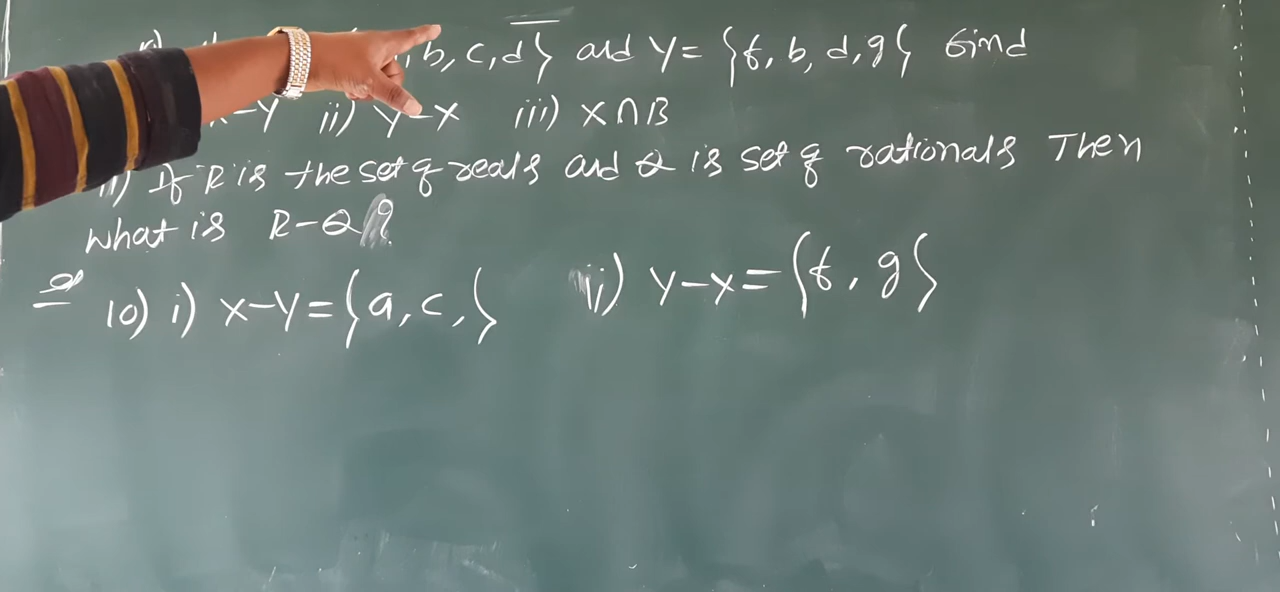 b, c, d} and Y = {f, b, d, g} find
-Y ii) Y-X iii) X∩B
11) If R is the set of reals and Q is set of rationals Then
what is R-Q?
10) i) X-Y = {a, c, } ii) Y-X = {f, g}